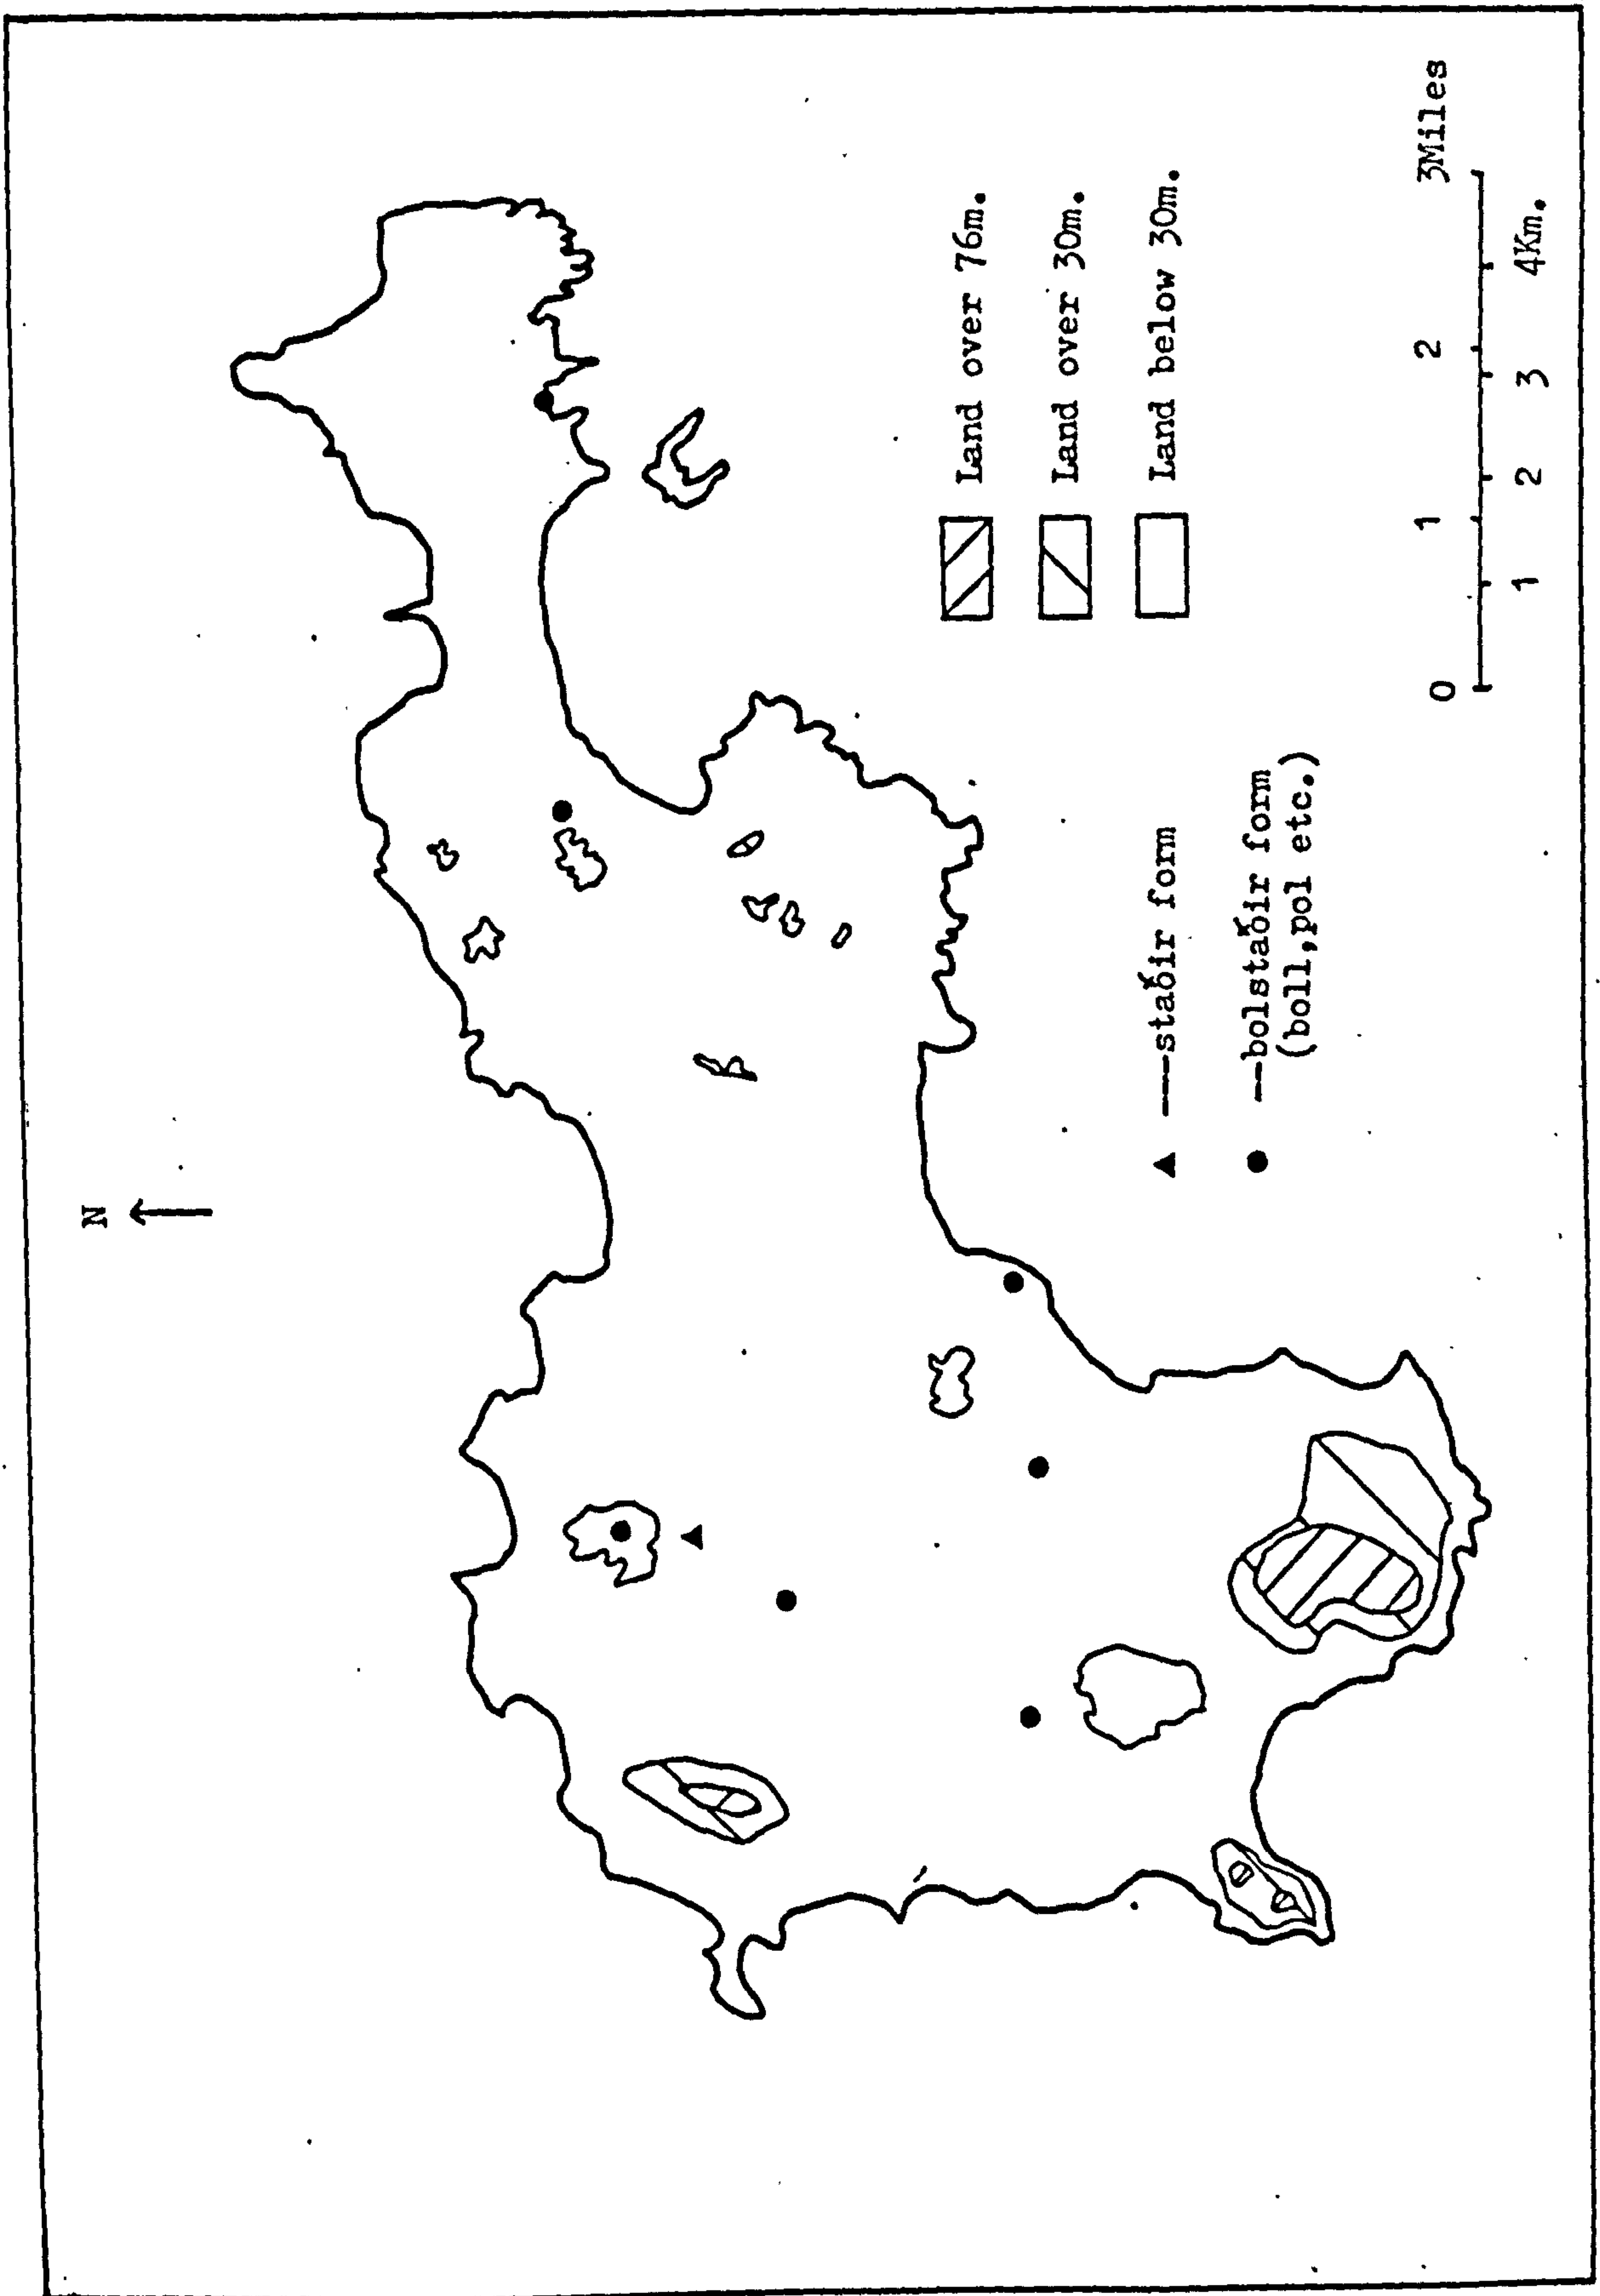 N
Land over 76m.
Land over 30m.
Land below 30m.
---staðir form
--bolstaðir form
(boll,pol etc.)
0 1 2 3Miles
1 2 3 4Km.